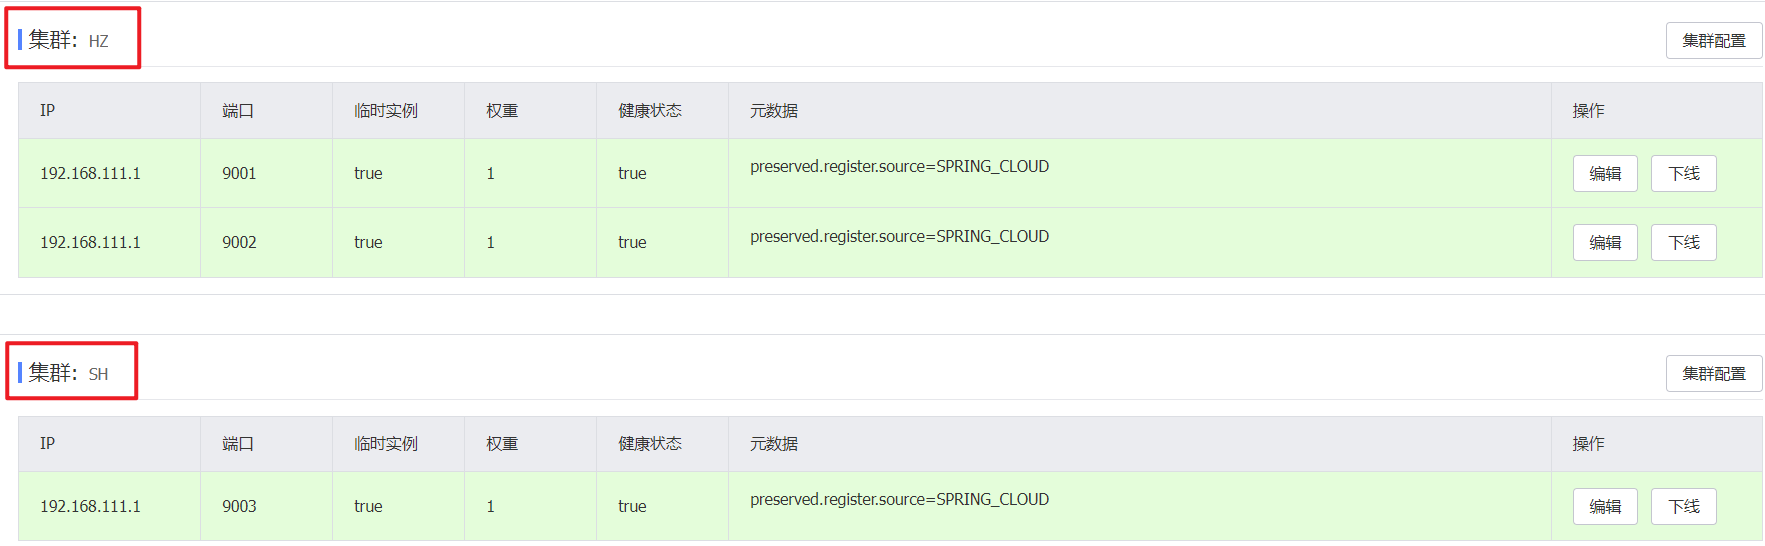 集群: HZ 集群配置
IP 端口 临时实例 权重 健康状态 元数据 操作
192.168.111.1 9001 true 1 true preserved.register.source=SPRING_CLOUD 编辑 下线
192.168.111.1 9002 true 1 true preserved.register.source=SPRING_CLOUD 编辑 下线
集群: SH 集群配置
IP 端口 临时实例 权重 健康状态 元数据 操作
192.168.111.1 9003 true 1 true preserved.register.source=SPRING_CLOUD 编辑 下线